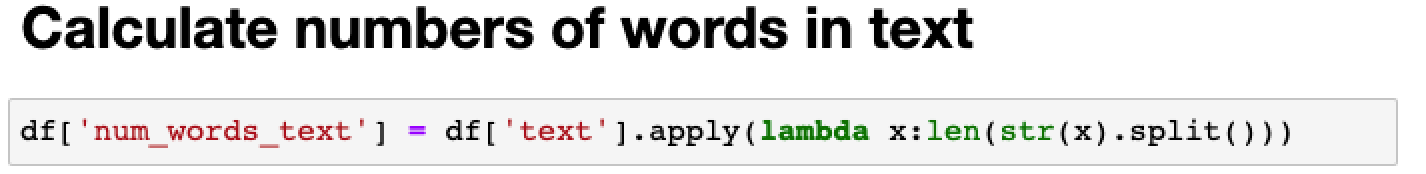 Calculate numbers of words in text
df['num_words_text'] = df['text'].apply(lambda x:len(str(x).split()))